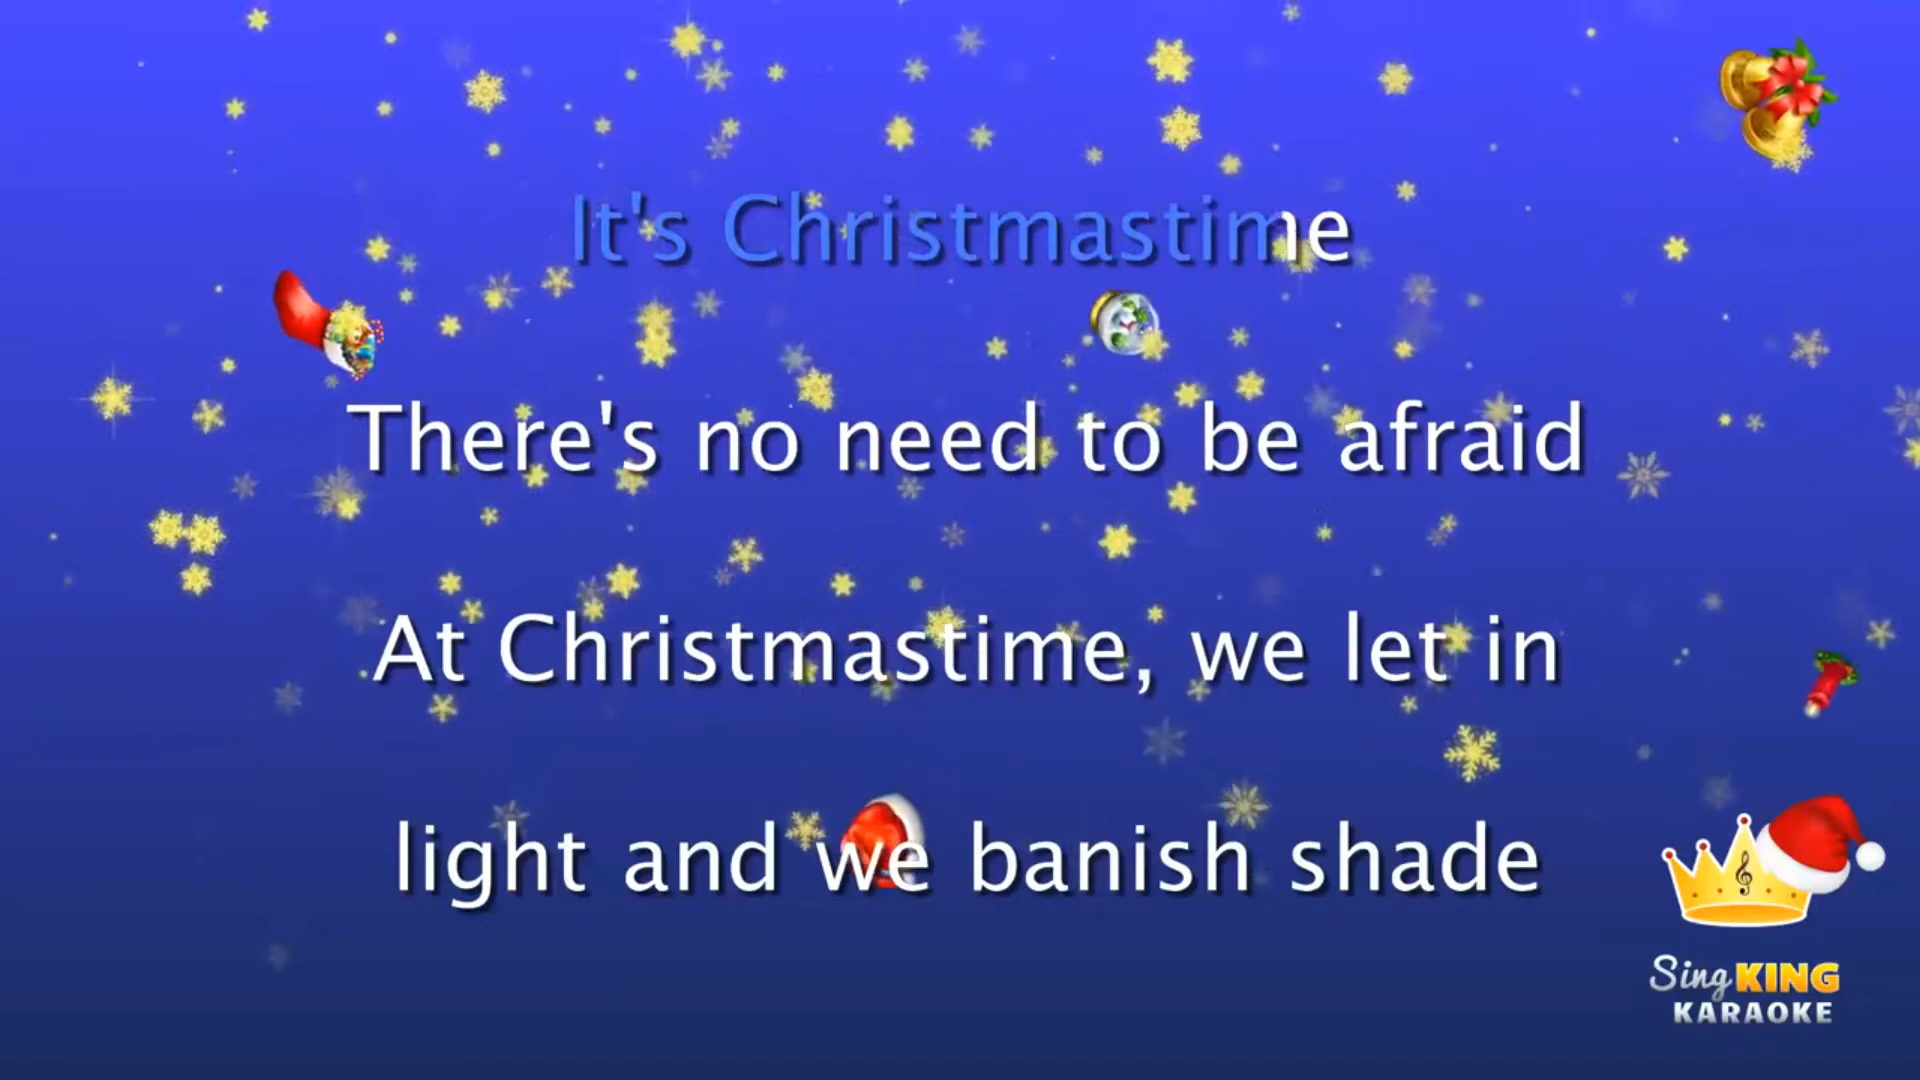 It's Christmastime
There's no need to be afraid
At Christmastime, we let in
light and we banish shade
Sing KING
KARAOKE